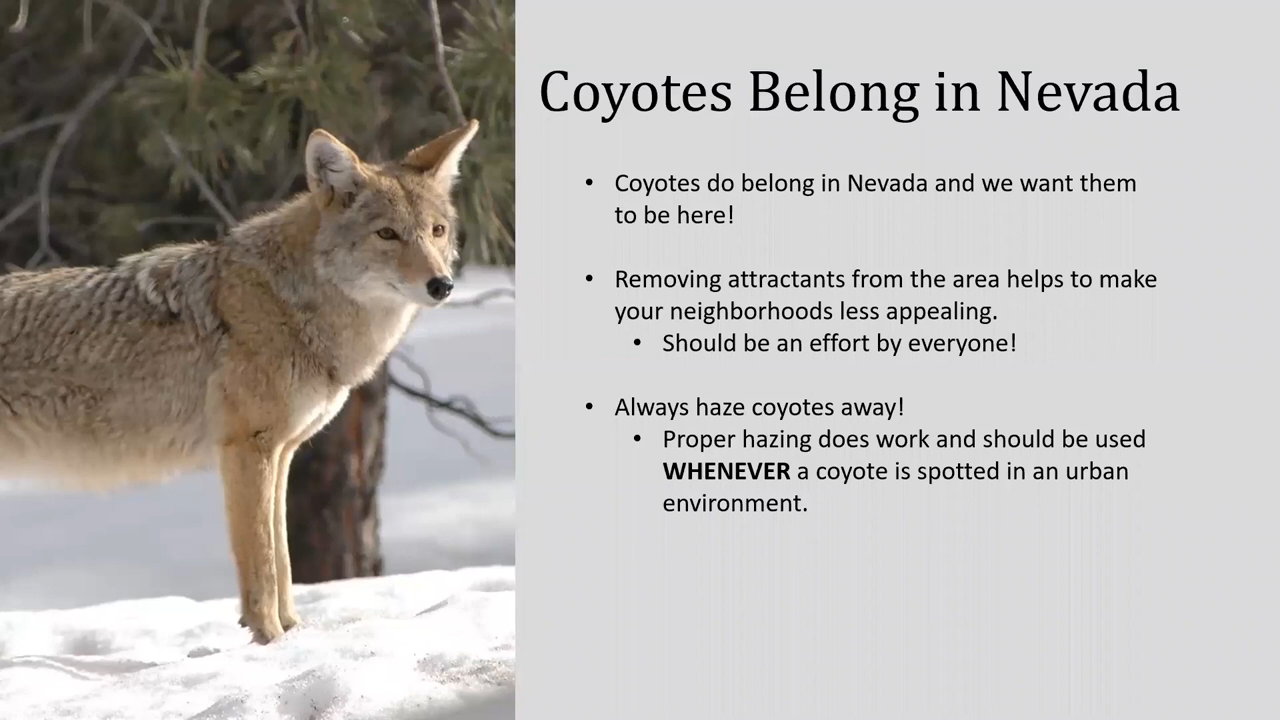 Coyotes Belong in Nevada
• Coyotes do belong in Nevada and we want them
to be here!
• Removing attractants from the area helps to make
your neighborhoods less appealing.
• Should be an effort by everyone!
• Always haze coyotes away!
• Proper hazing does work and should be used
WHENEVER a coyote is spotted in an urban
environment.